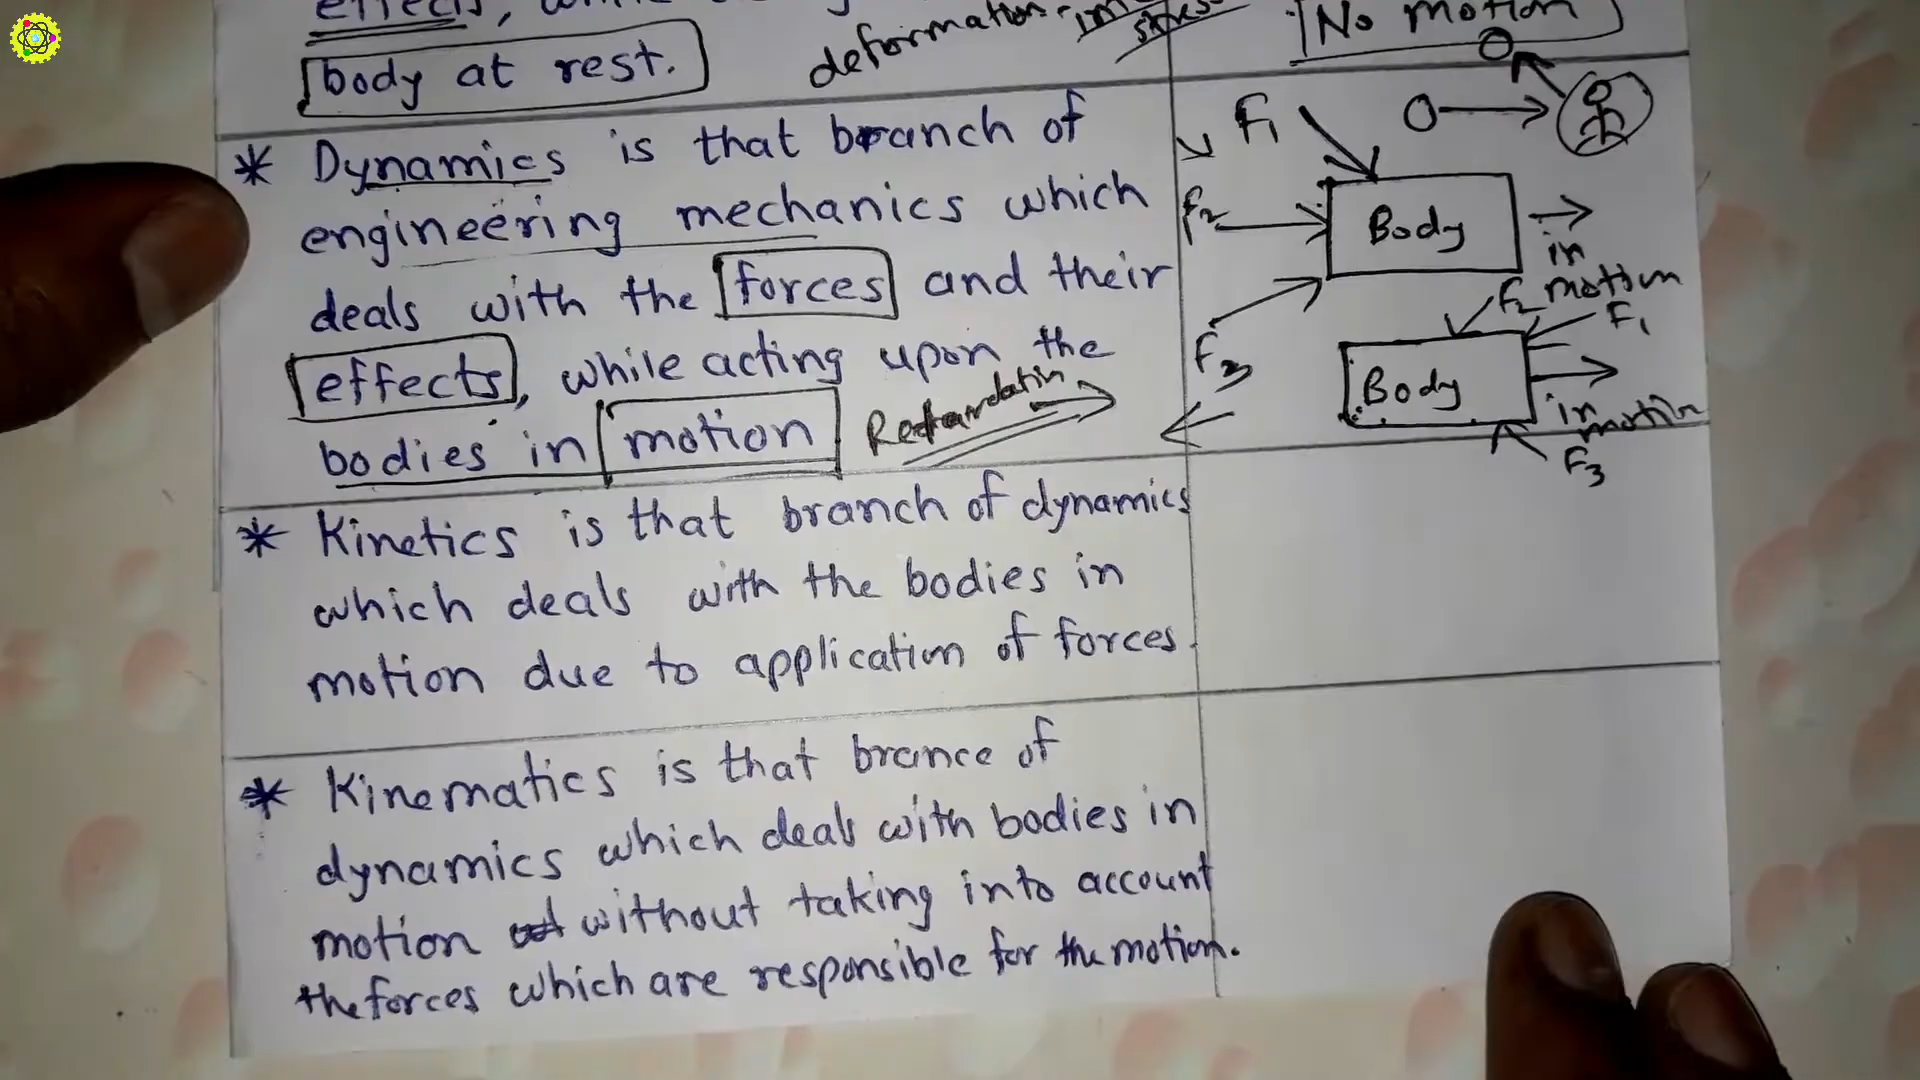 effects,
body at rest.
deformation-
No motion
* Dynamics is that branch of
engineering mechanics which
deals with the forces and their
effects, while acting upon the
bodies in motion
Retardatin
F1
F2
F3
Body
in
motion
F2
F1
Body
in
motin
F3
* Kinetics is that branch of dynamics
which deals with the bodies in
motion due to application of forces.
* Kinematics is that brance of
dynamics which deals with bodies in
motion without taking into account
the forces which are responsible for the motion.